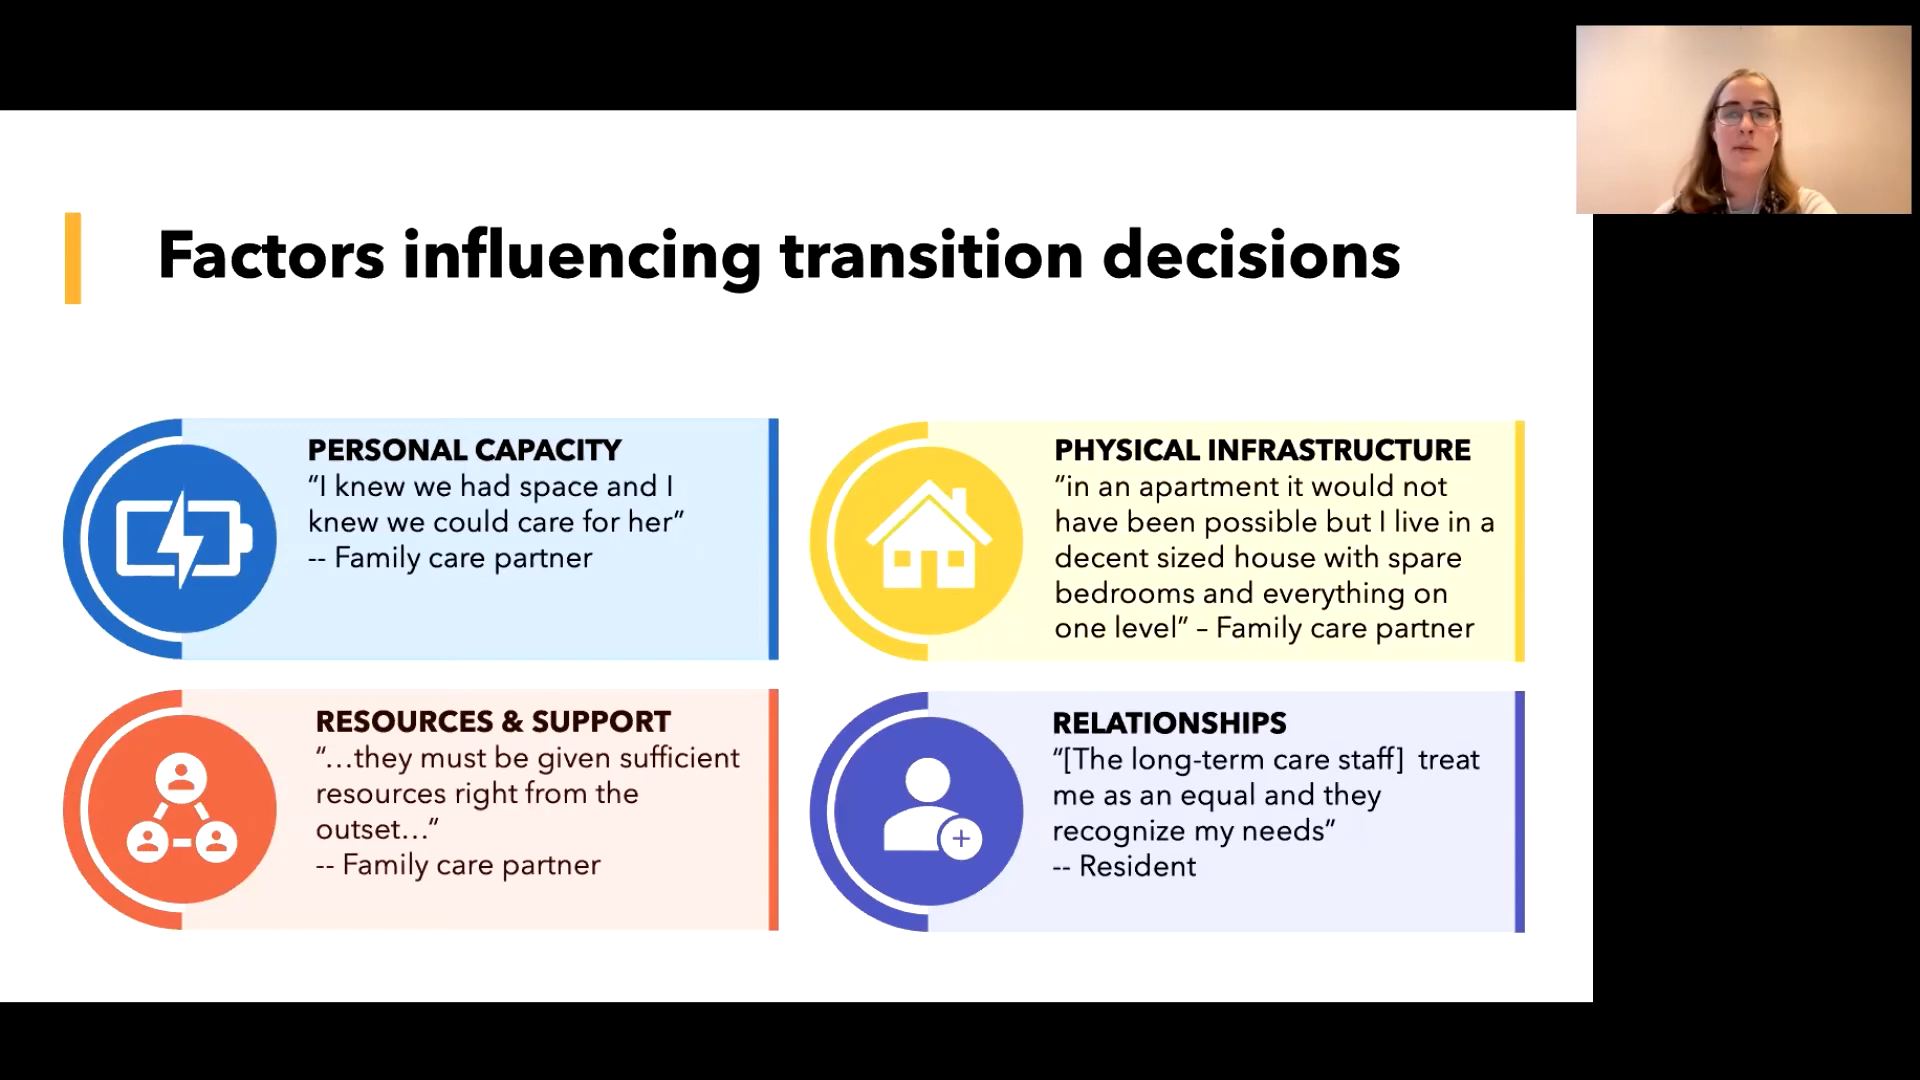 Factors influencing transition decisions
PERSONAL CAPACITY
“I knew we had space and I
knew we could care for her”
-- Family care partner
PHYSICAL INFRASTRUCTURE
“in an apartment it would not
have been possible but I live in a
decent sized house with spare
bedrooms and everything on
one level” – Family care partner
RESOURCES & SUPPORT
“…they must be given sufficient
resources right from the
outset…”
-- Family care partner
RELATIONSHIPS
“[The long-term care staff]  treat
me as an equal and they
recognize my needs”
-- Resident